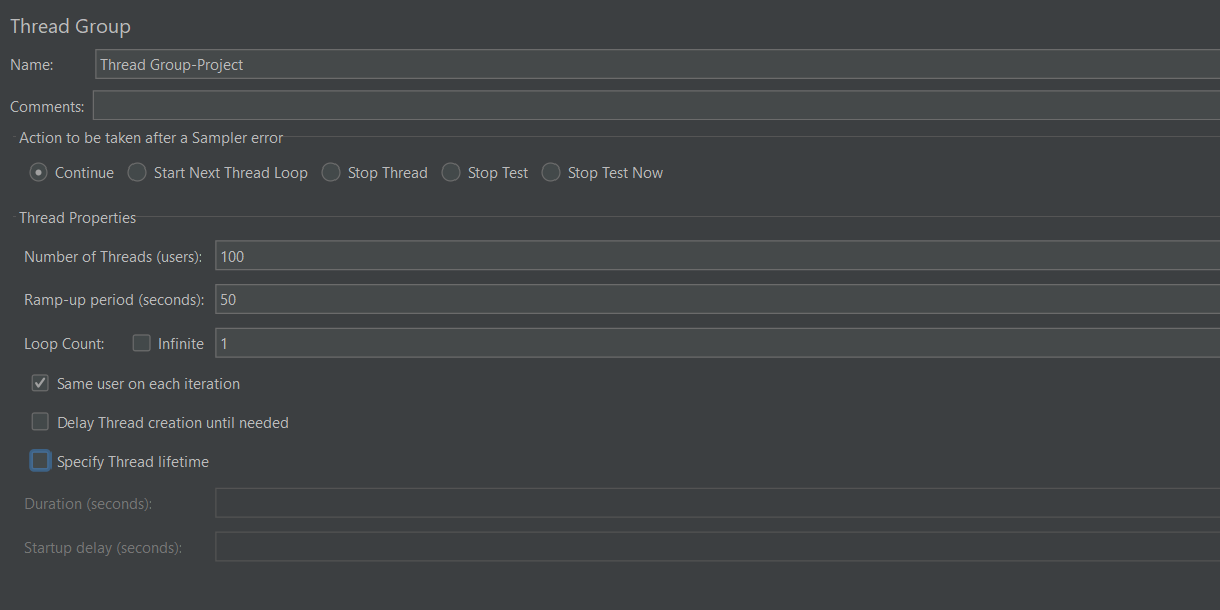 Thread Group
Name: Thread Group-Project
Comments:
Action to be taken after a Sampler error
Continue Start Next Thread Loop Stop Thread Stop Test Stop Test Now
Thread Properties
Number of Threads (users): 100
Ramp-up period (seconds): 50
Loop Count: Infinite 1
Same user on each iteration
Delay Thread creation until needed
Specify Thread lifetime
Duration (seconds):
Startup delay (seconds):